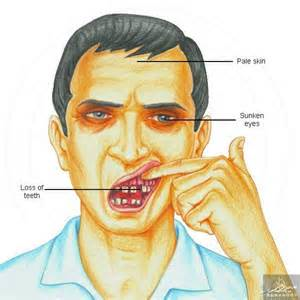 Pale skin
Sunken
eyes
Loss of
teeth